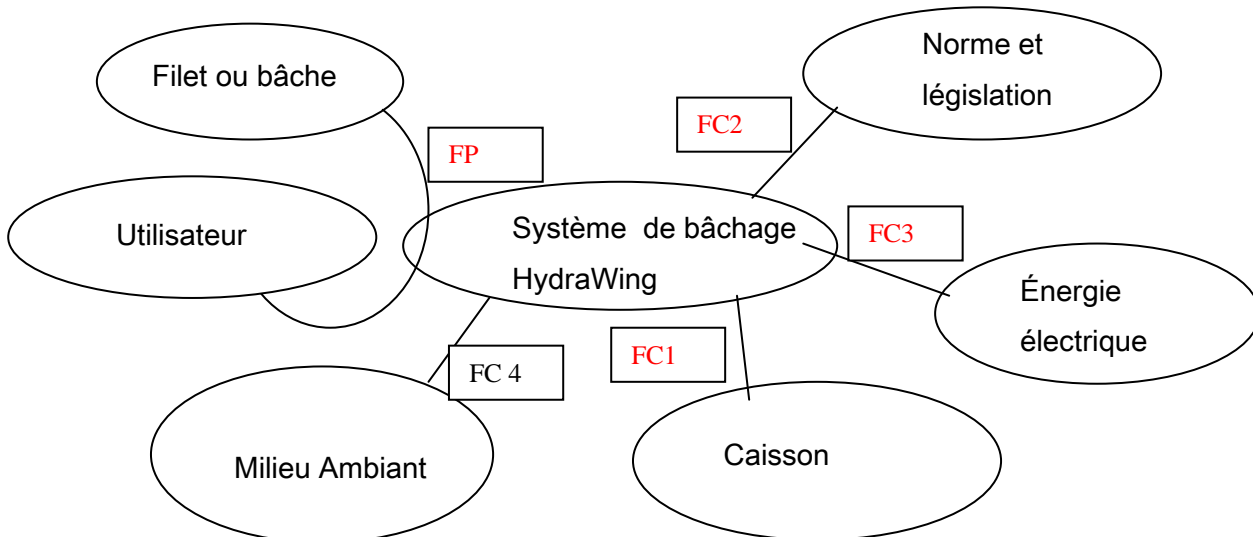 Norme et
législation
Filet ou bâche
FC2
FP
Utilisateur
Système de bâchage
HydraWing
FC3
Énergie
électrique
FC1
FC 4
Milieu Ambiant
Caisson